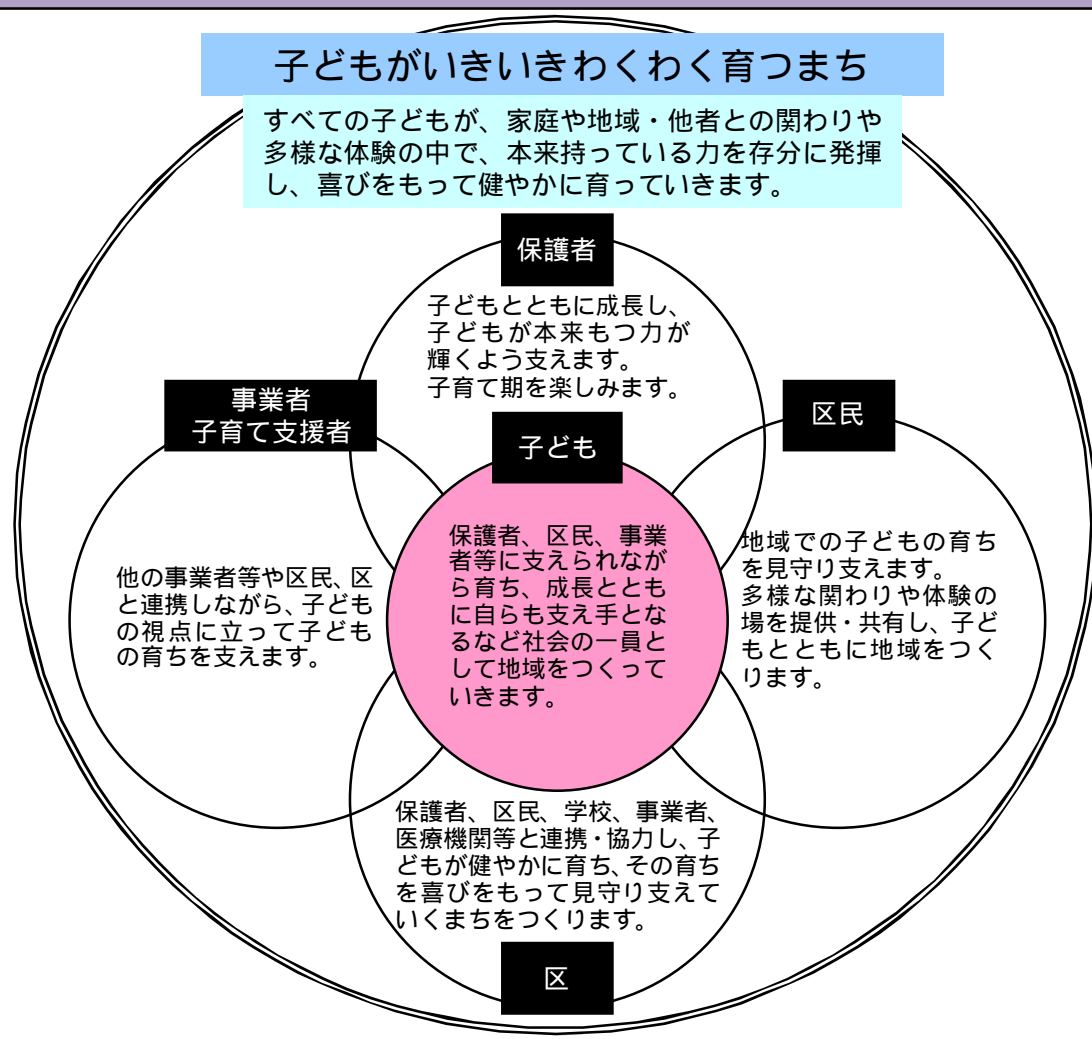 子どもがいきいきわくわく育つまち
すべての子どもが、家庭や地域・他者との関わりや
多様な体験の中で、本来持っている力を存分に発揮
し、喜びをもって健やかに育っていきます。
保護者
子どもとともに成長し、
子どもが本来もつ力が
輝くよう支えます。
子育て期を楽しみます。
事業者
子育て支援者
他の事業者等や区民、区
と連携しながら、子ども
の視点に立って子ども
の育ちを支えます。
子ども
保護者、区民、事業
者等に支えられなが
ら育ち、成長ととも
に自らも支え手とな
るなど社会の一員と
して地域をつくって
いきます。
区民
地域での子どもの育ち
を見守り支えます。
多様な関わりや体験の
場を提供・共有し、子ど
もとともに地域をつく
ります。
保護者、区民、学校、事業者、
医療機関等と連携・協力し、子
どもが健やかに育ち、その育ち
を喜びをもって見守り支えて
いくまちをつくります。
区